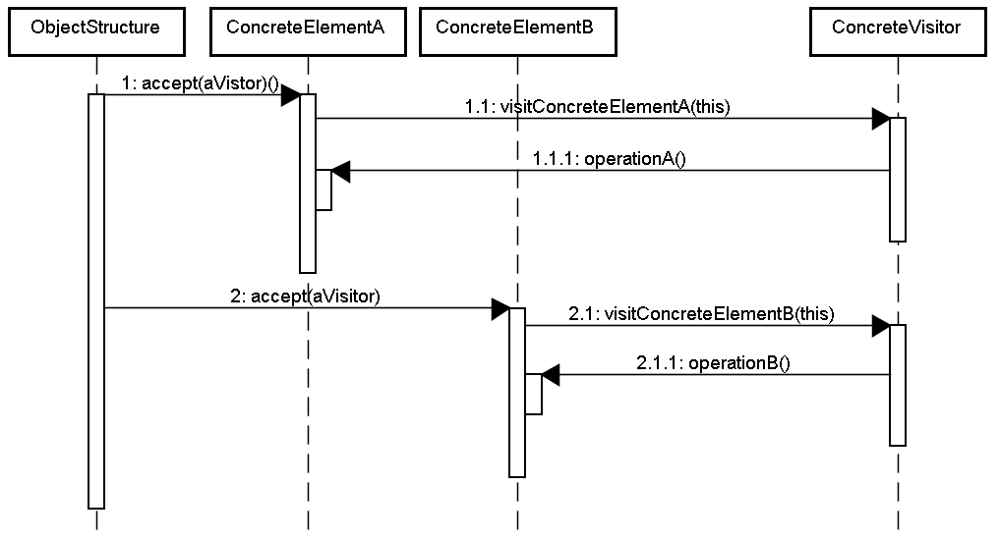 ObjectStructure
ConcreteElementA
ConcreteElementB
ConcreteVisitor
1: accept(aVistor)()
1.1: visitConcreteElementA(this)
1.1.1: operationA()
2: accept(aVisitor)
2.1: visitConcreteElementB(this)
2.1.1: operationB()